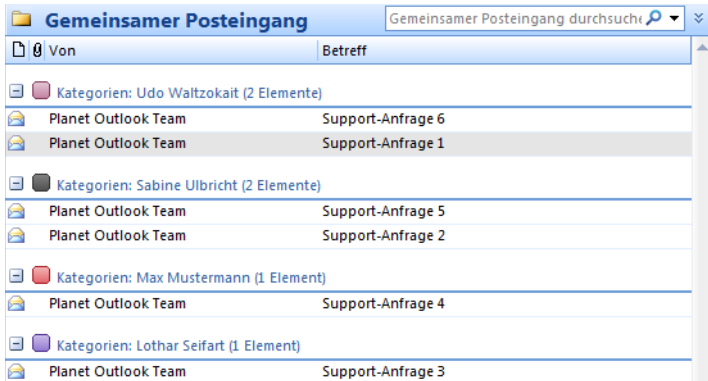 Gemeinsamer Posteingang
Gemeinsamer Posteingang durchsuche
Von Betreff
Kategorien: Udo Waltzokait (2 Elemente)
Planet Outlook Team Support-Anfrage 6
Planet Outlook Team Support-Anfrage 1
Kategorien: Sabine Ulbricht (2 Elemente)
Planet Outlook Team Support-Anfrage 5
Planet Outlook Team Support-Anfrage 2
Kategorien: Max Mustermann (1 Element)
Planet Outlook Team Support-Anfrage 4
Kategorien: Lothar Seifart (1 Element)
Planet Outlook Team Support-Anfrage 3